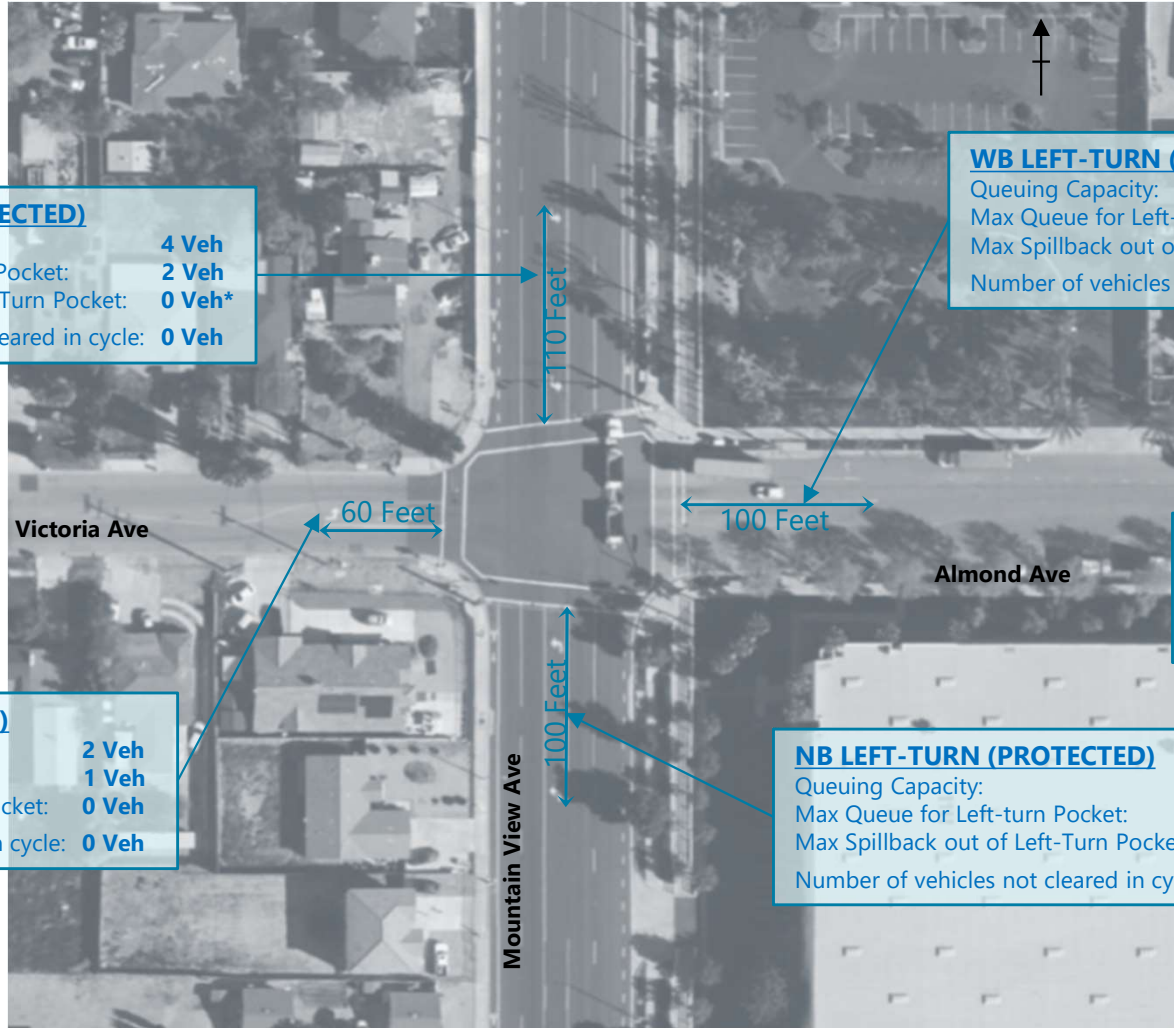 WB LEFT-TURN (
Queuing Capacity:
Max Queue for Left-
Max Spillback out o
Number of vehicles
ECTED)
4 Veh
Pocket: 2 Veh
Turn Pocket: 0 Veh*
leared in cycle: 0 Veh
110 Feet
60 Feet
100 Feet
Victoria Ave
Almond Ave
100 Feet
Mountain View Ave
)
2 Veh
1 Veh
cket: 0 Veh
cycle: 0 Veh
NB LEFT-TURN (PROTECTED)
Queuing Capacity:
Max Queue for Left-turn Pocket:
Max Spillback out of Left-Turn Pocke
Number of vehicles not cleared in cy